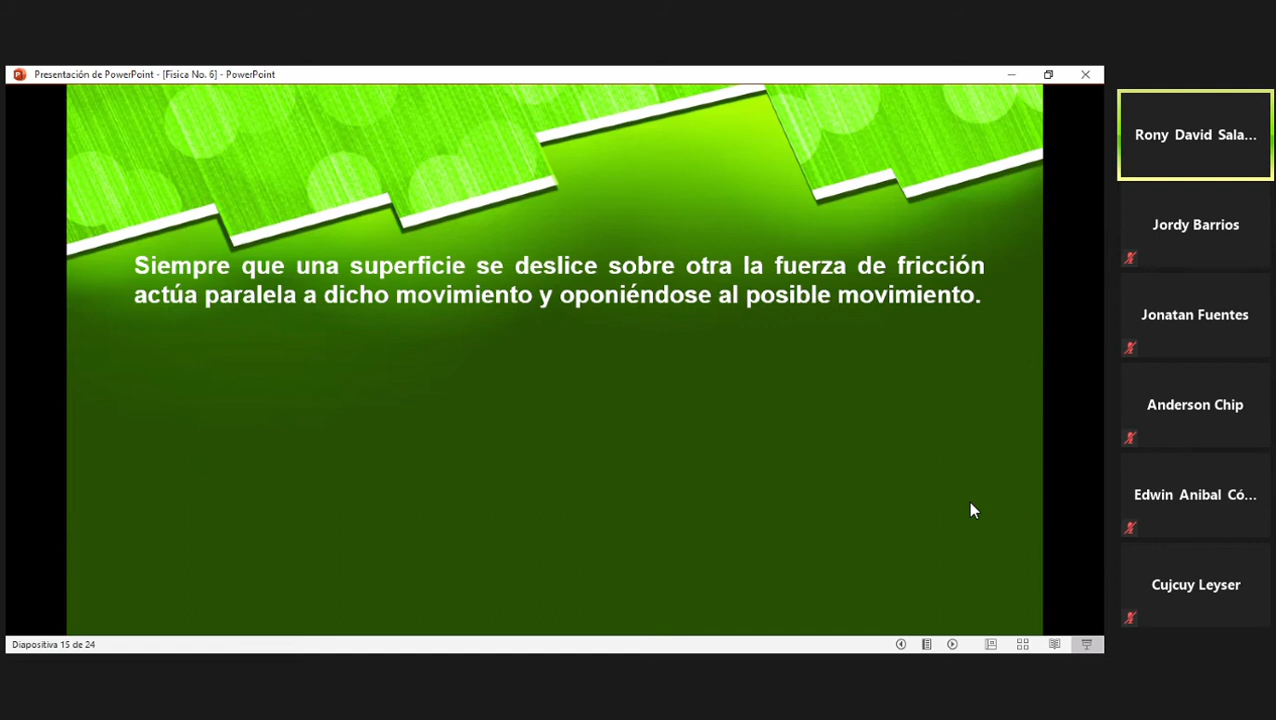 Presentación de PowerPoint - [Fisica No. 6] - PowerPoint
Siempre que una superficie se deslice sobre otra la fuerza de fricción
actúa paralela a dicho movimiento y oponiéndose al posible movimiento.
Diapositiva 15 de 24
Rony David Sala...
Jordy Barrios
Jonatan Fuentes
Anderson Chip
Edwin Anibal Có...
Cujcuy Leyser